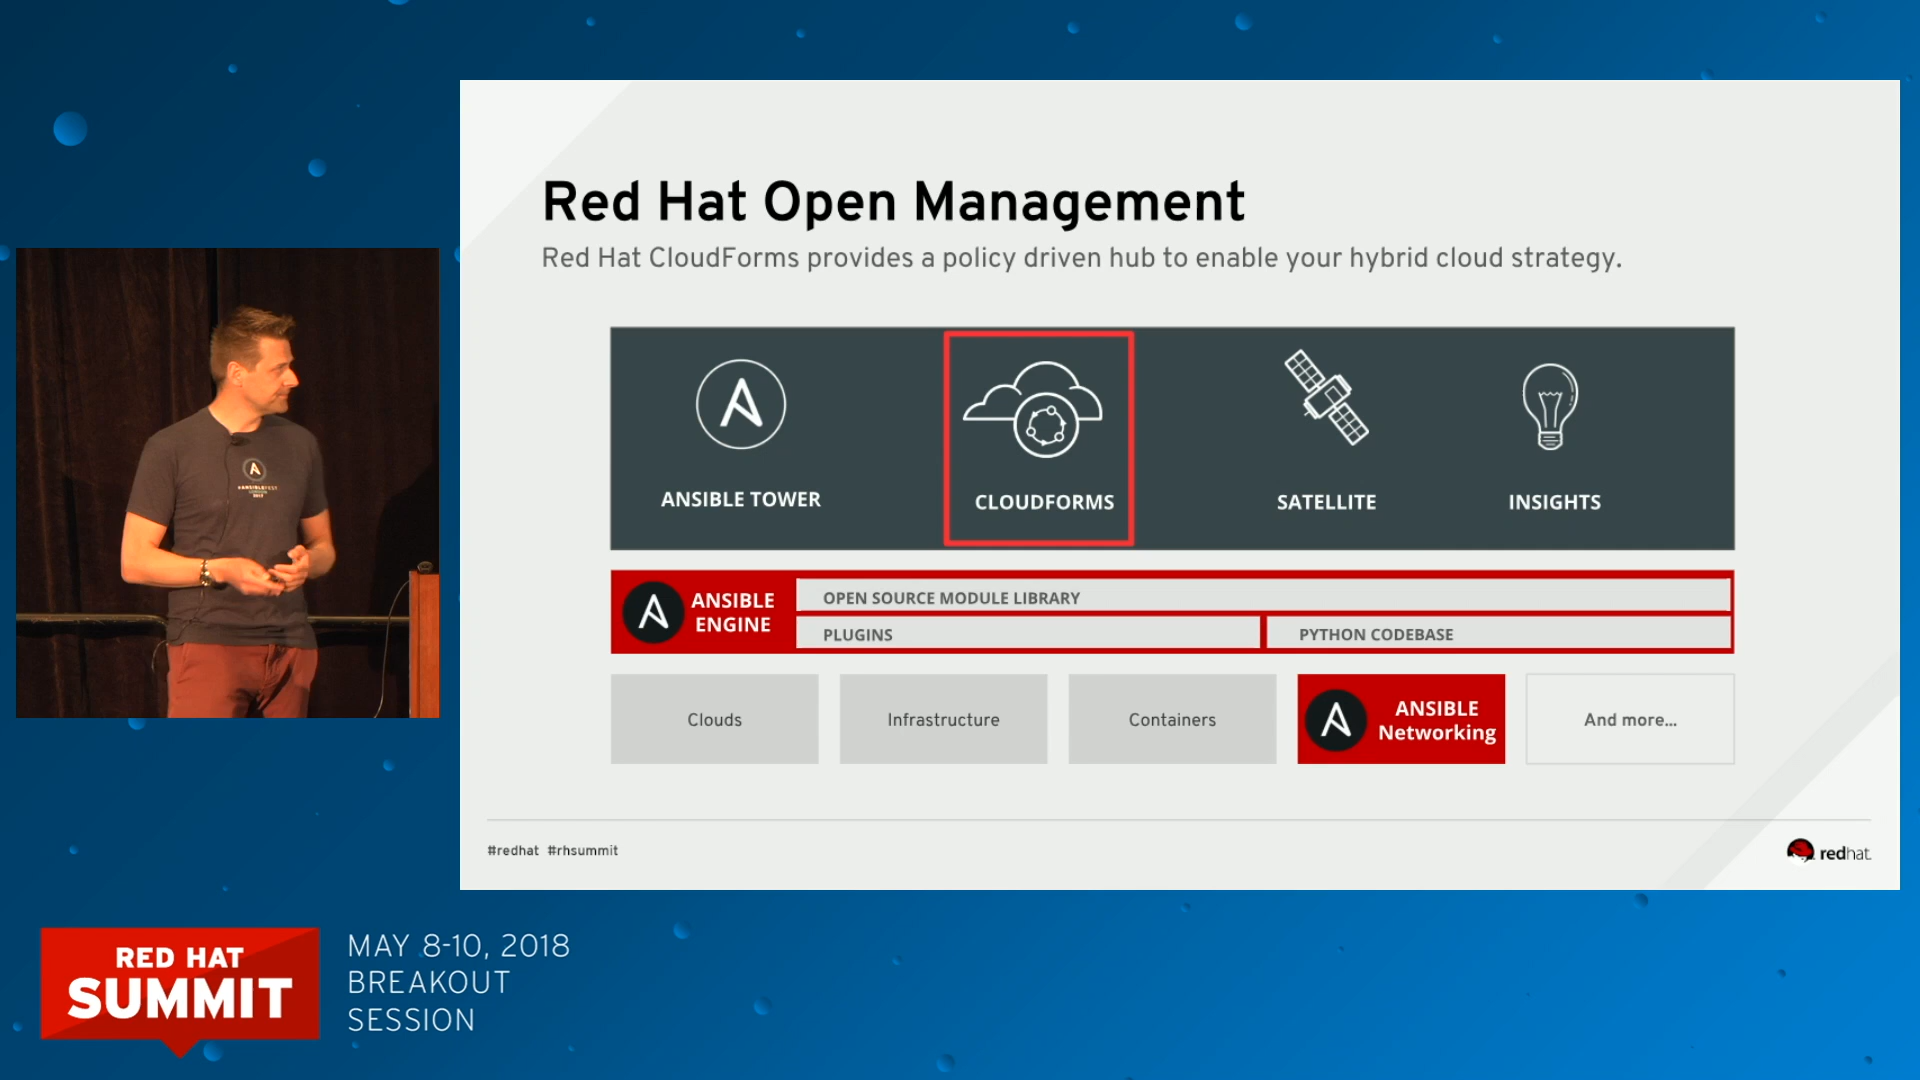 Red Hat Open Management
Red Hat CloudForms provides a policy driven hub to enable your hybrid cloud strategy.
ANSIBLE TOWER
CLOUDFORMS
SATELLITE
INSIGHTS
ANSIBLE
ENGINE
OPEN SOURCE MODULE LIBRARY
PLUGINS
PYTHON CODEBASE
Clouds
Infrastructure
Containers
ANSIBLE
Networking
And more...
#redhat #rhsummit
redhat.
RED HAT
SUMMIT
MAY 8-10, 2018
BREAKOUT
SESSION